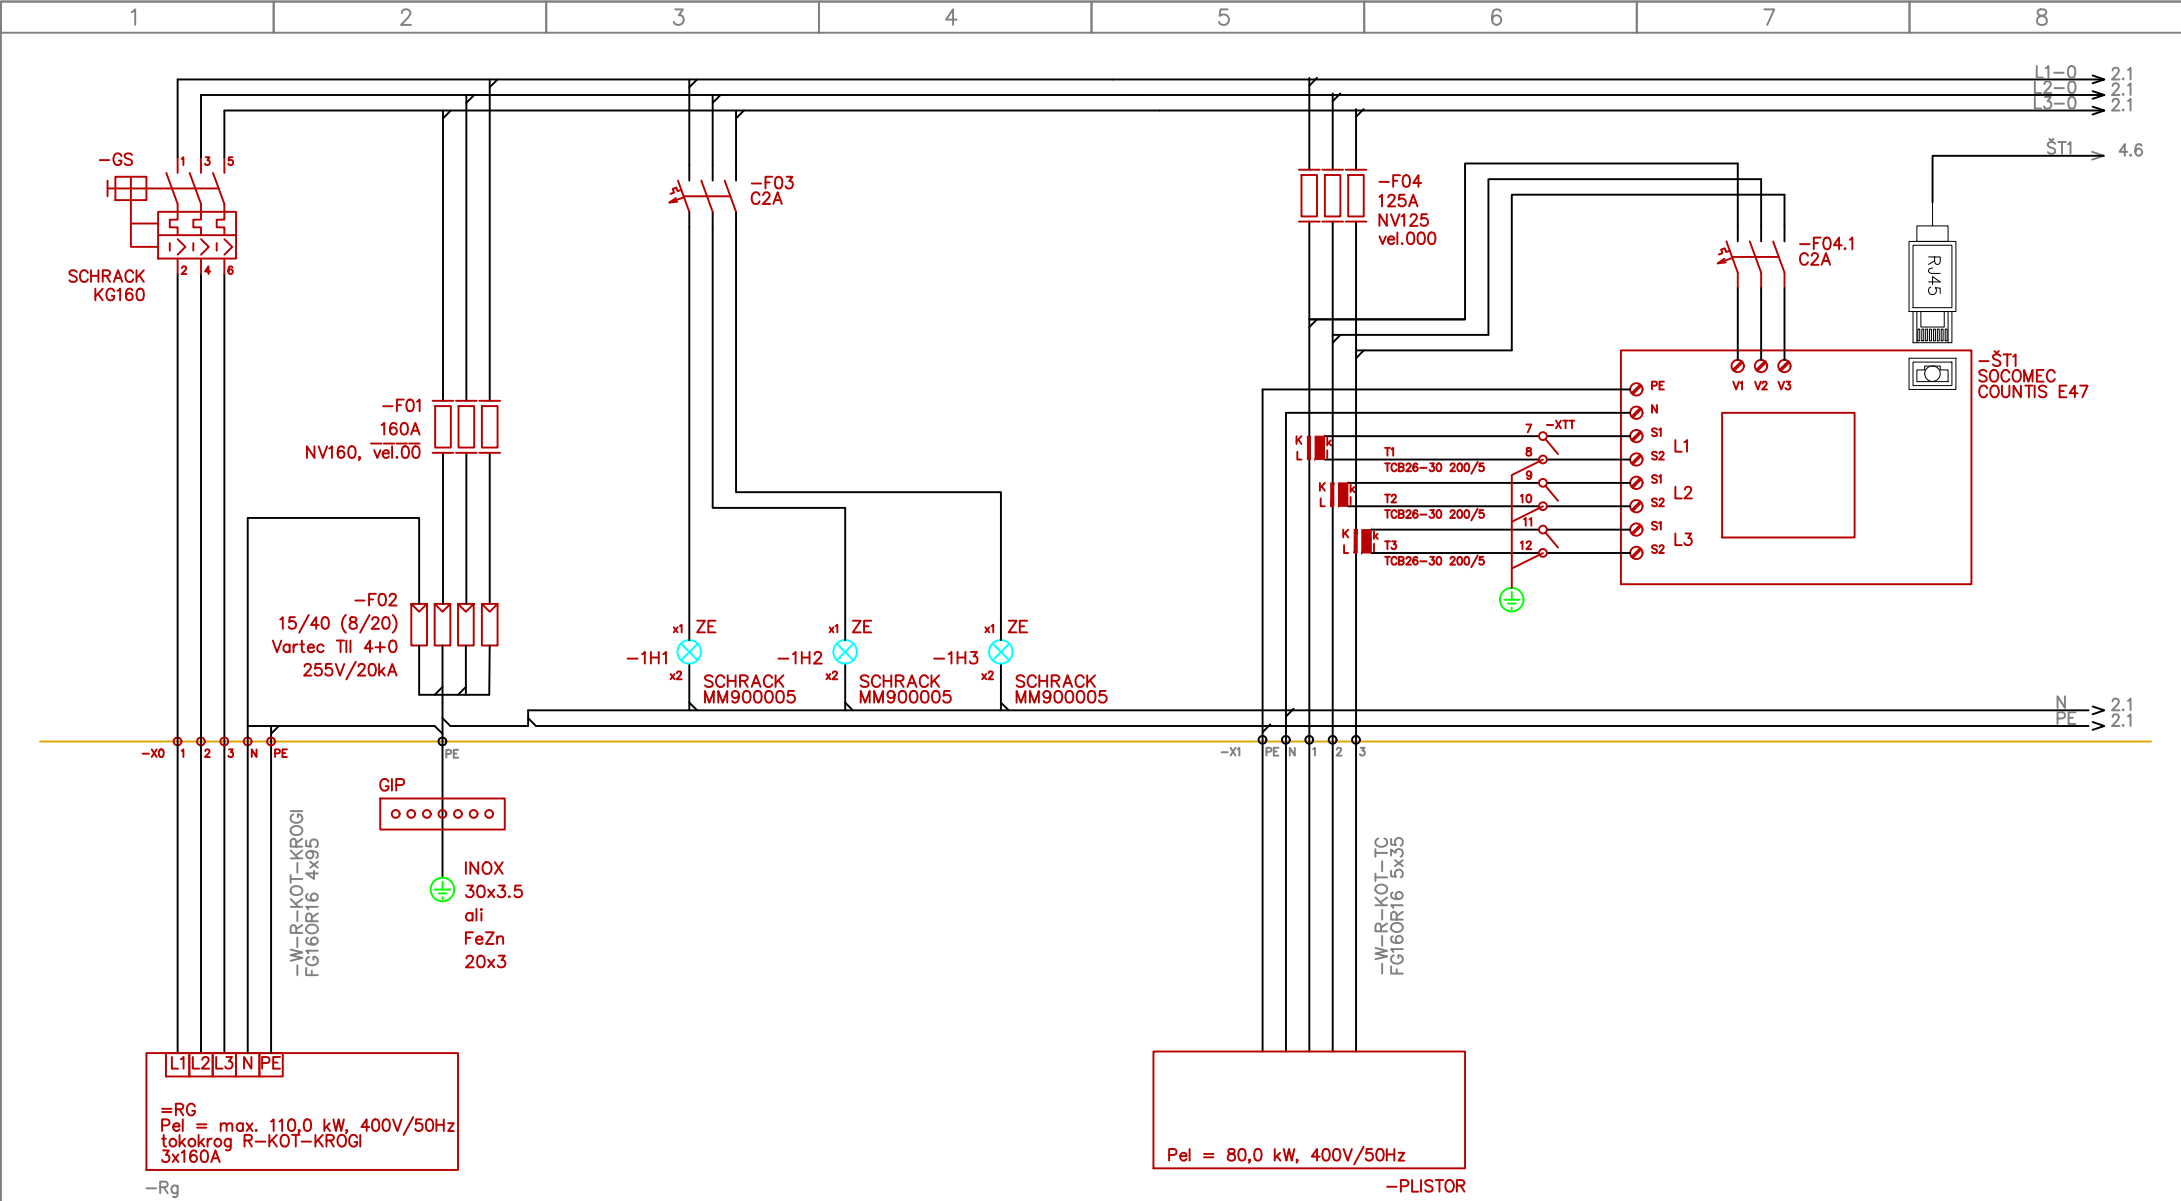 1 2 3 4 5 6 7 8
L1-0 2.1
L2-0 2.1
L3-0 2.1
ŠT1 4.6
-GS
1 3 5
2 4 6
SCHRACK
KG160
-F03
C2A
-F04
125A
NV125
vel.000
-F04.1
C2A
RJ45
-ŠT1
SOCOMEC
COUNTIS E47
V1 V2 V3
PE
N
S1
L1
S2
S1
L2
S2
S1
L3
S2
-XTT
7
8
9
10
11
12
K k
L l
T1
TCB26-30 200/5
K k
L l
T2
TCB26-30 200/5
K k
L l
T3
TCB26-30 200/5
-F01
160A
NV160, vel.00
-F02
15/40 (8/20)
Vartec TII 4+0
255V/20kA
x1 ZE
-1H1
x2
SCHRACK
MM900005
x1 ZE
-1H2
x2
SCHRACK
MM900005
x1 ZE
-1H3
x2
SCHRACK
MM900005
N 2.1
PE 2.1
-X0 1 2 3 N PE
PE
-X1 PE N 1 2 3
GIP
INOX
30x3.5
ali
FeZn
20x3
-W-R-KOT-KROGI
FG16OR16 4x95
-W-R-KOT-TC
FG16OR16 5x35
L1 L2 L3 N PE
=RG
Pel = max. 110,0 kW, 400V/50Hz
tokokrog R-KOT-KROGI
3x160A
-Rg
Pel = 80,0 kW, 400V/50Hz
-PLISTOR